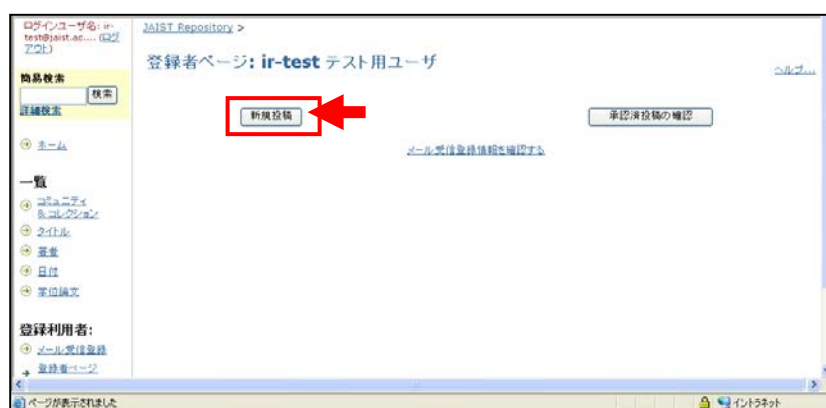 ログインユーザ名: ir-
test@jaist.ac.... (ログ
アウト)
簡易検索
検索
詳細検索
ホーム
一覧
コミュニティ
&コレクション
タイトル
著者
日付
学位論文
登録利用者:
メール受信登録
登録者ページ
JAIST Repository >
登録者ページ: ir-test テスト用ユーザ
ヘルプ...
新規投稿
承認済投稿の確認
メール受信登録情報を確認する
ページが表示されました
イントラネット